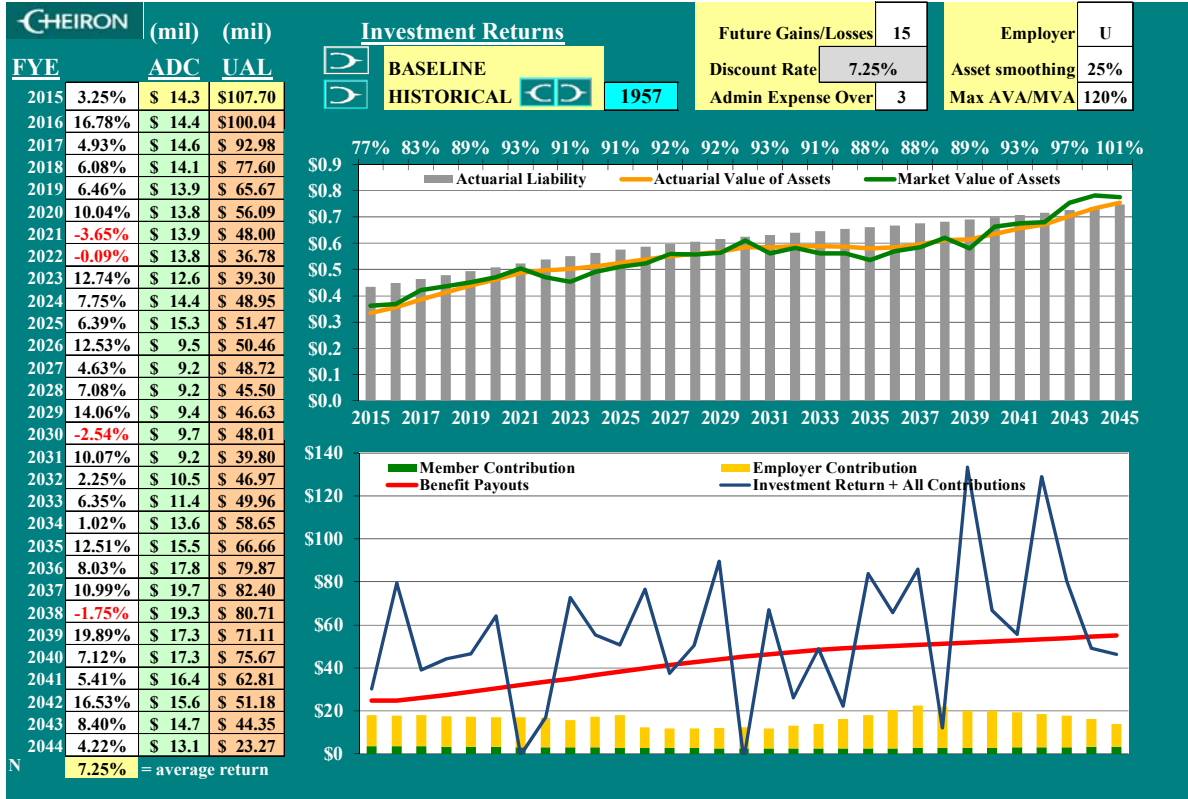 CHEIRON
(mil) (mil)
FYE ADC UAL
2015 3.25% $ 14.3 $107.70
2016 16.78% $ 14.4 $100.04
2017 4.93% $ 14.6 $ 92.98
2018 6.08% $ 14.1 $ 77.60
2019 6.46% $ 13.9 $ 65.67
2020 10.04% $ 13.8 $ 56.09
2021 -3.65% $ 13.9 $ 48.00
2022 -0.09% $ 13.8 $ 36.78
2023 12.74% $ 12.6 $ 39.30
2024 7.75% $ 14.4 $ 48.95
2025 6.39% $ 15.3 $ 51.47
2026 12.53% $ 9.5 $ 50.46
2027 4.63% $ 9.2 $ 48.72
2028 7.08% $ 9.2 $ 45.50
2029 14.06% $ 9.4 $ 46.63
2030 -2.54% $ 9.7 $ 48.01
2031 10.07% $ 9.2 $ 39.80
2032 2.25% $ 10.5 $ 46.97
2033 6.35% $ 11.4 $ 49.96
2034 1.02% $ 13.6 $ 58.65
2035 12.51% $ 15.5 $ 66.66
2036 8.03% $ 17.8 $ 79.87
2037 10.99% $ 19.7 $ 82.40
2038 -1.75% $ 19.3 $ 80.71
2039 19.89% $ 17.3 $ 71.11
2040 7.12% $ 17.3 $ 75.67
2041 5.41% $ 16.4 $ 62.81
2042 16.53% $ 15.6 $ 51.18
2043 8.40% $ 14.7 $ 44.35
2044 4.22% $ 13.1 $ 23.27
N 7.25% = average return
Investment Returns
BASELINE
HISTORICAL 1957
Future Gains/Losses 15
Discount Rate 7.25%
Admin Expense Over 3
Employer U
Asset smoothing 25%
Max AVA/MVA 120%
77% 83% 89% 93% 91% 91% 92% 92% 93% 91% 88% 88% 89% 93% 97% 101%
Actuarial Liability Actuarial Value of Assets Market Value of Assets
$0.9
$0.8
$0.7
$0.6
$0.5
$0.4
$0.3
$0.2
$0.1
$0.0
2015 2017 2019 2021 2023 2025 2027 2029 2031 2033 2035 2037 2039 2041 2043 2045
Member Contribution Employer Contribution
Benefit Payouts Investment Return + All Contributions
$140
$120
$100
$80
$60
$40
$20
$0